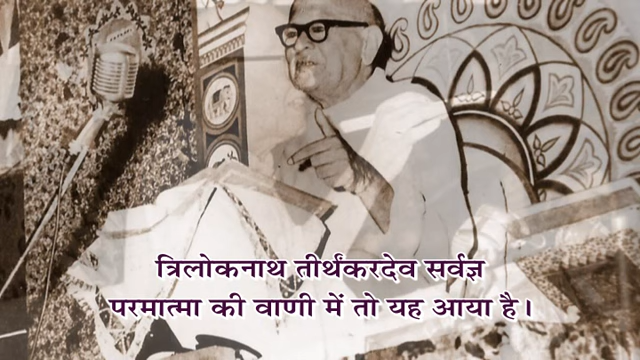 त्रिलोकनाथ तीर्थंकरदेव सर्वज्ञ
परमात्मा की वाणी में तो यह आया है।